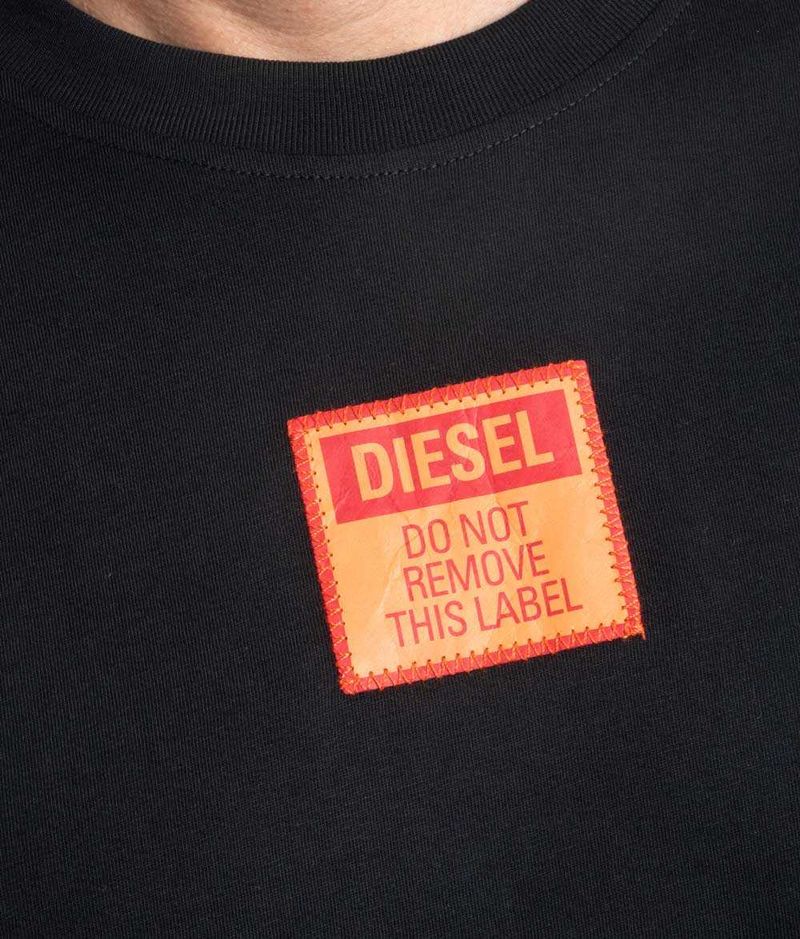 DIESEL
DO NOT
REMOVE
THIS LABEL